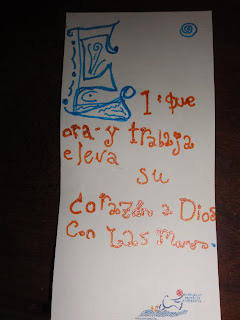 El que
ora y trabaja
eleva
su
corazón a Dios
con Las manos.